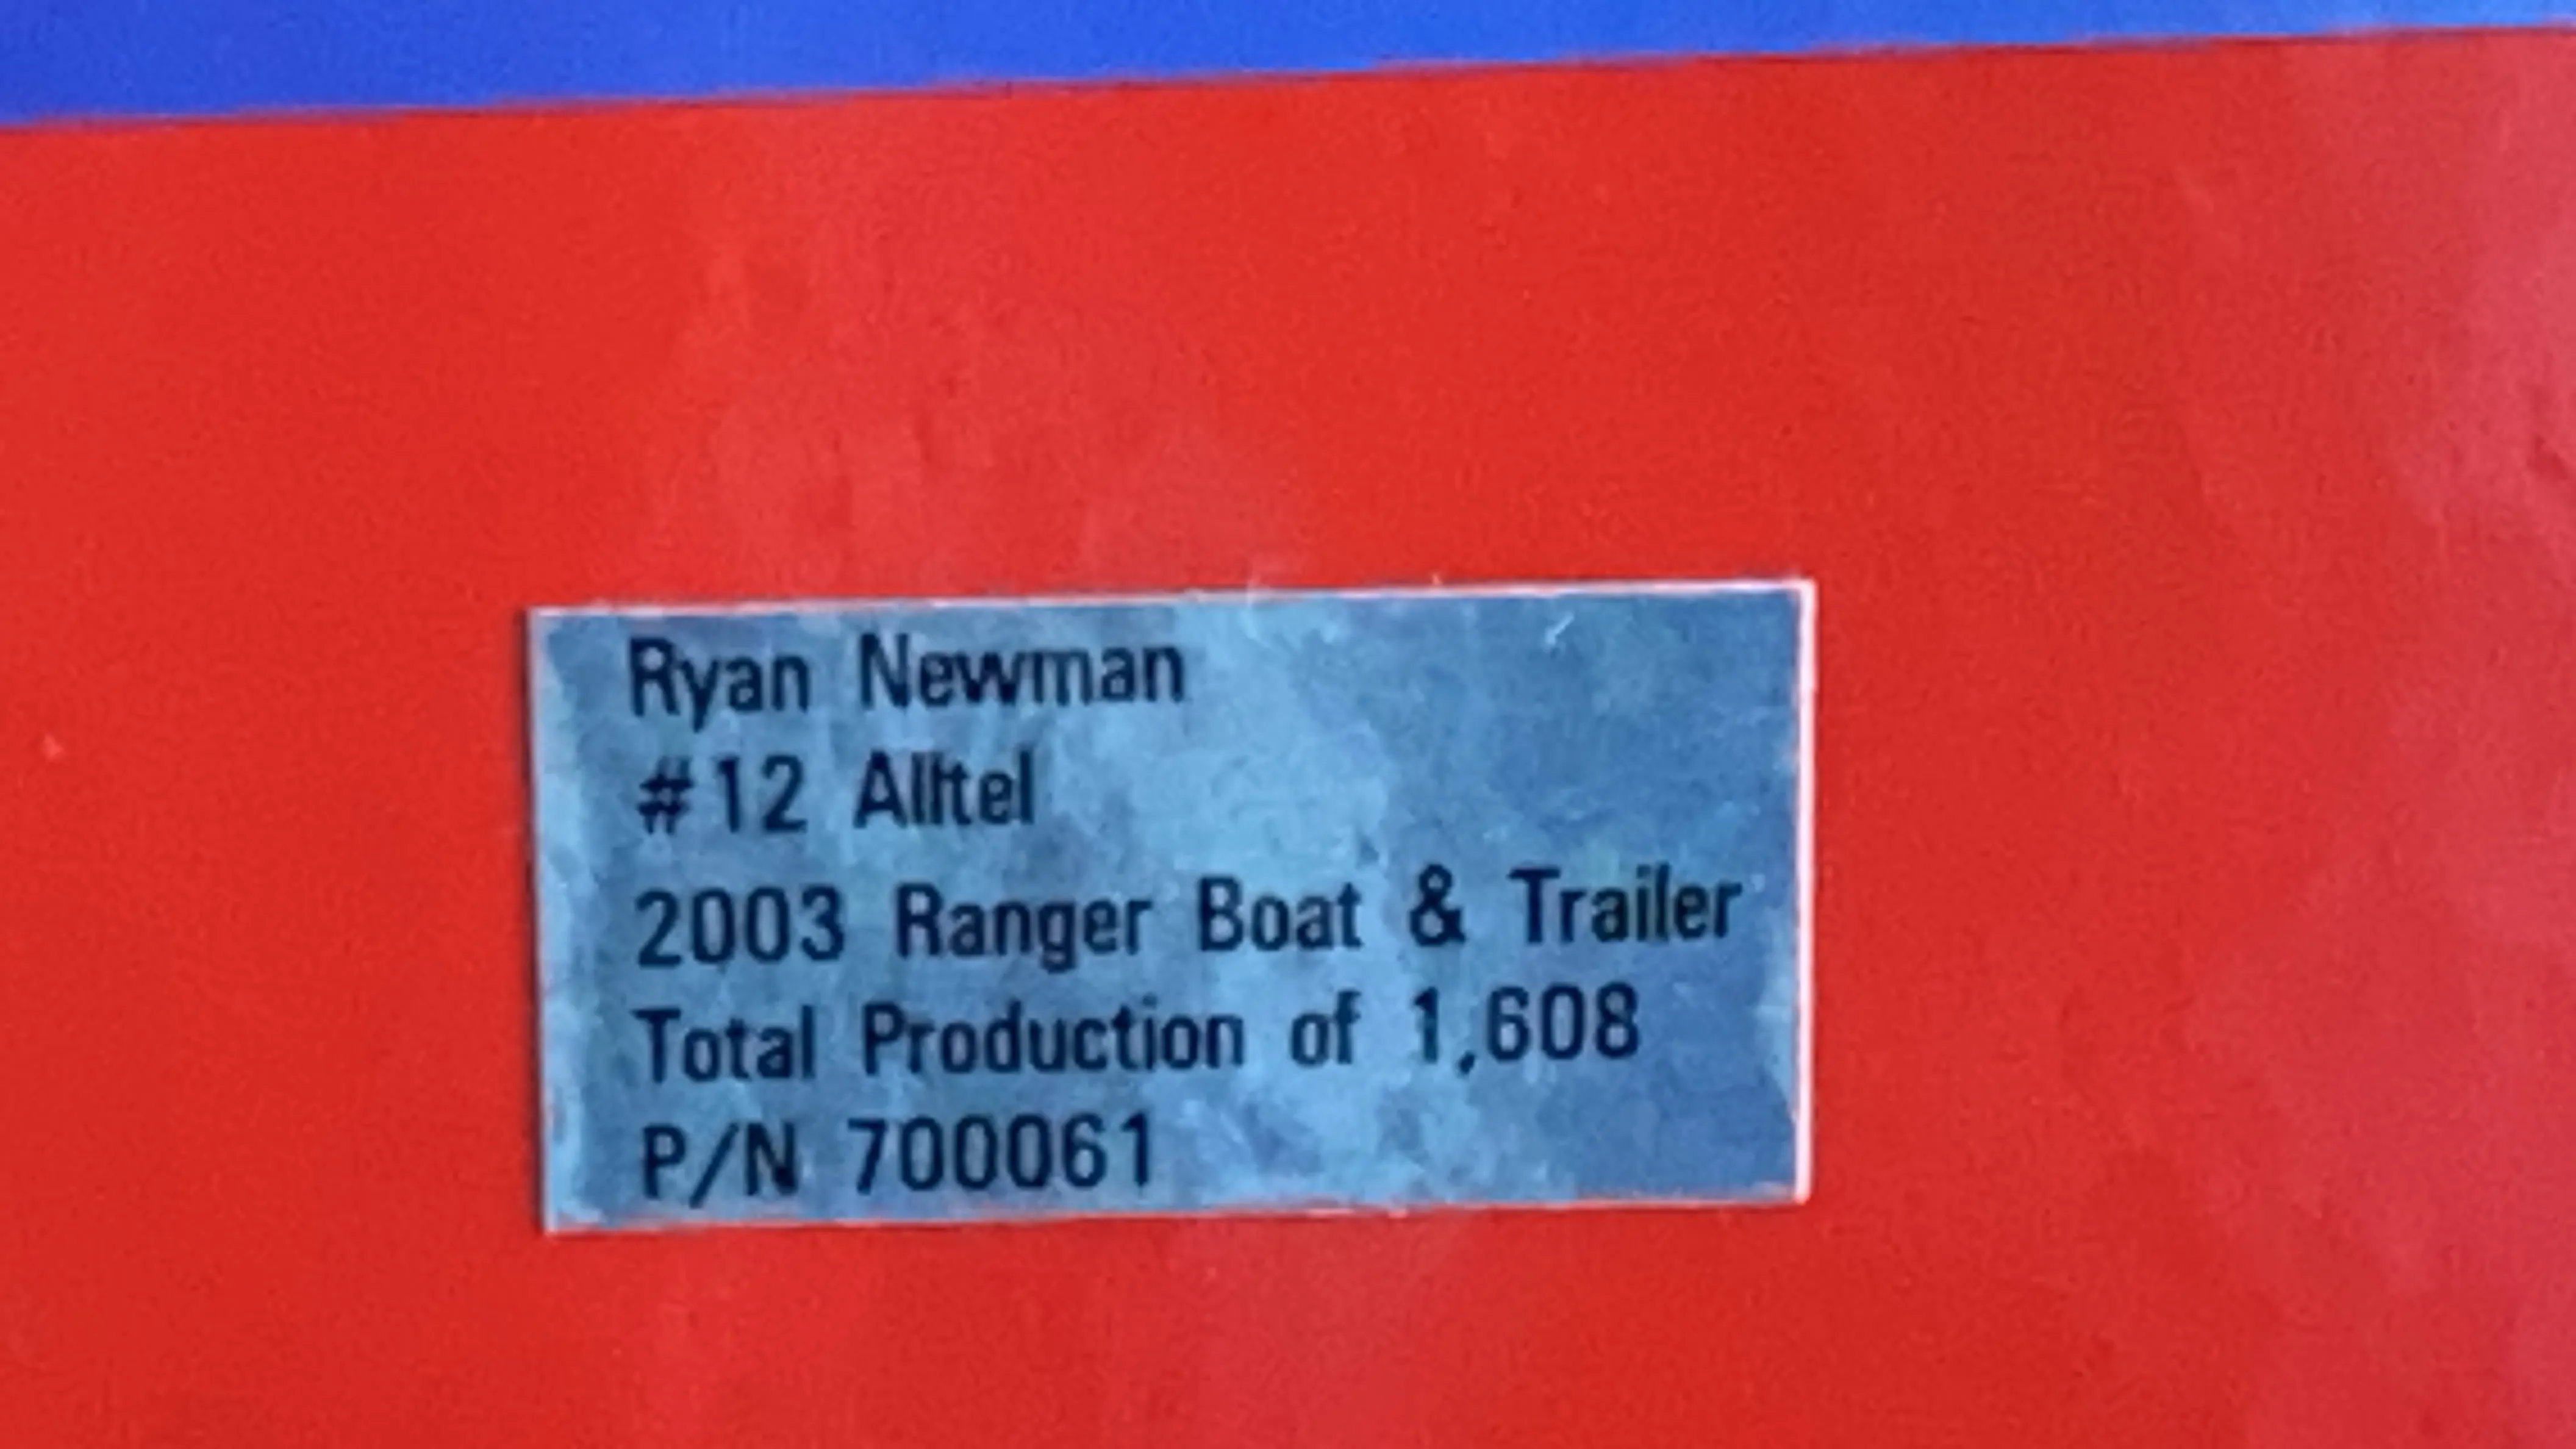 Ryan Newman
#12 Alltel
2003 Ranger Boat & Trailer
Total Production of 1,608
P/N 700061